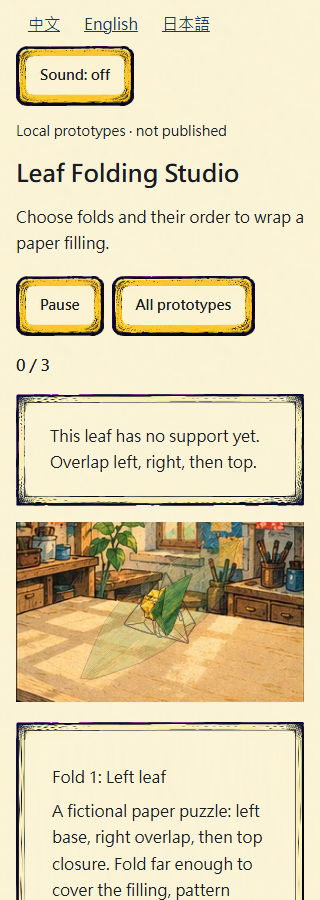 中文 English 日本語
Sound: off
Local prototypes · not published
Leaf Folding Studio
Choose folds and their order to wrap a
paper filling.
Pause All prototypes
0 / 3
This leaf has no support yet.
Overlap left, right, then top.
Fold 1: Left leaf
A fictional paper puzzle: left
base, right overlap, then top
closure. Fold far enough to
cover the filling, pattern